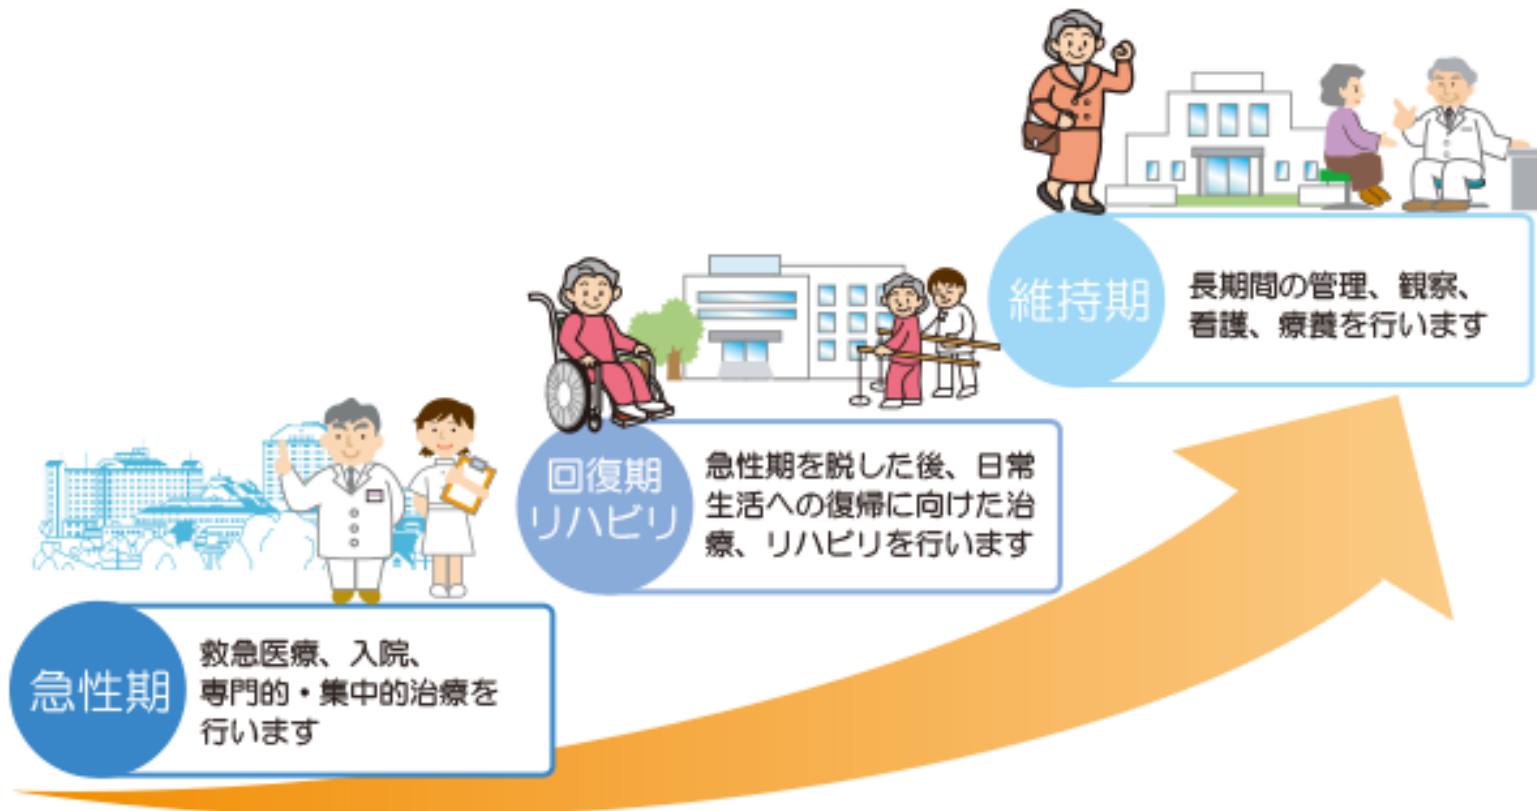 維持期
長期間の管理、観察、
看護、療養を行います
回復期
リハビリ
急性期を脱した後、日常
生活への復帰に向けた治
療、リハビリを行います
急性期
救急医療、入院、
専門的・集中的治療を
行います